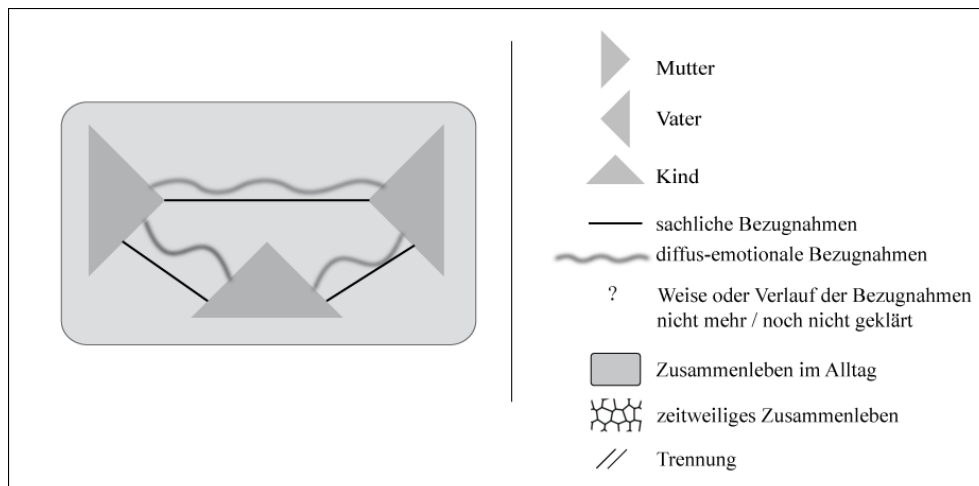 Mutter
Vater
Kind
sachliche Bezugnahmen
diffus-emotionale Bezugnahmen
? Weise oder Verlauf der Bezugnahmen
nicht mehr / noch nicht geklärt
Zusammenleben im Alltag
zeitweiliges Zusammenleben
Trennung